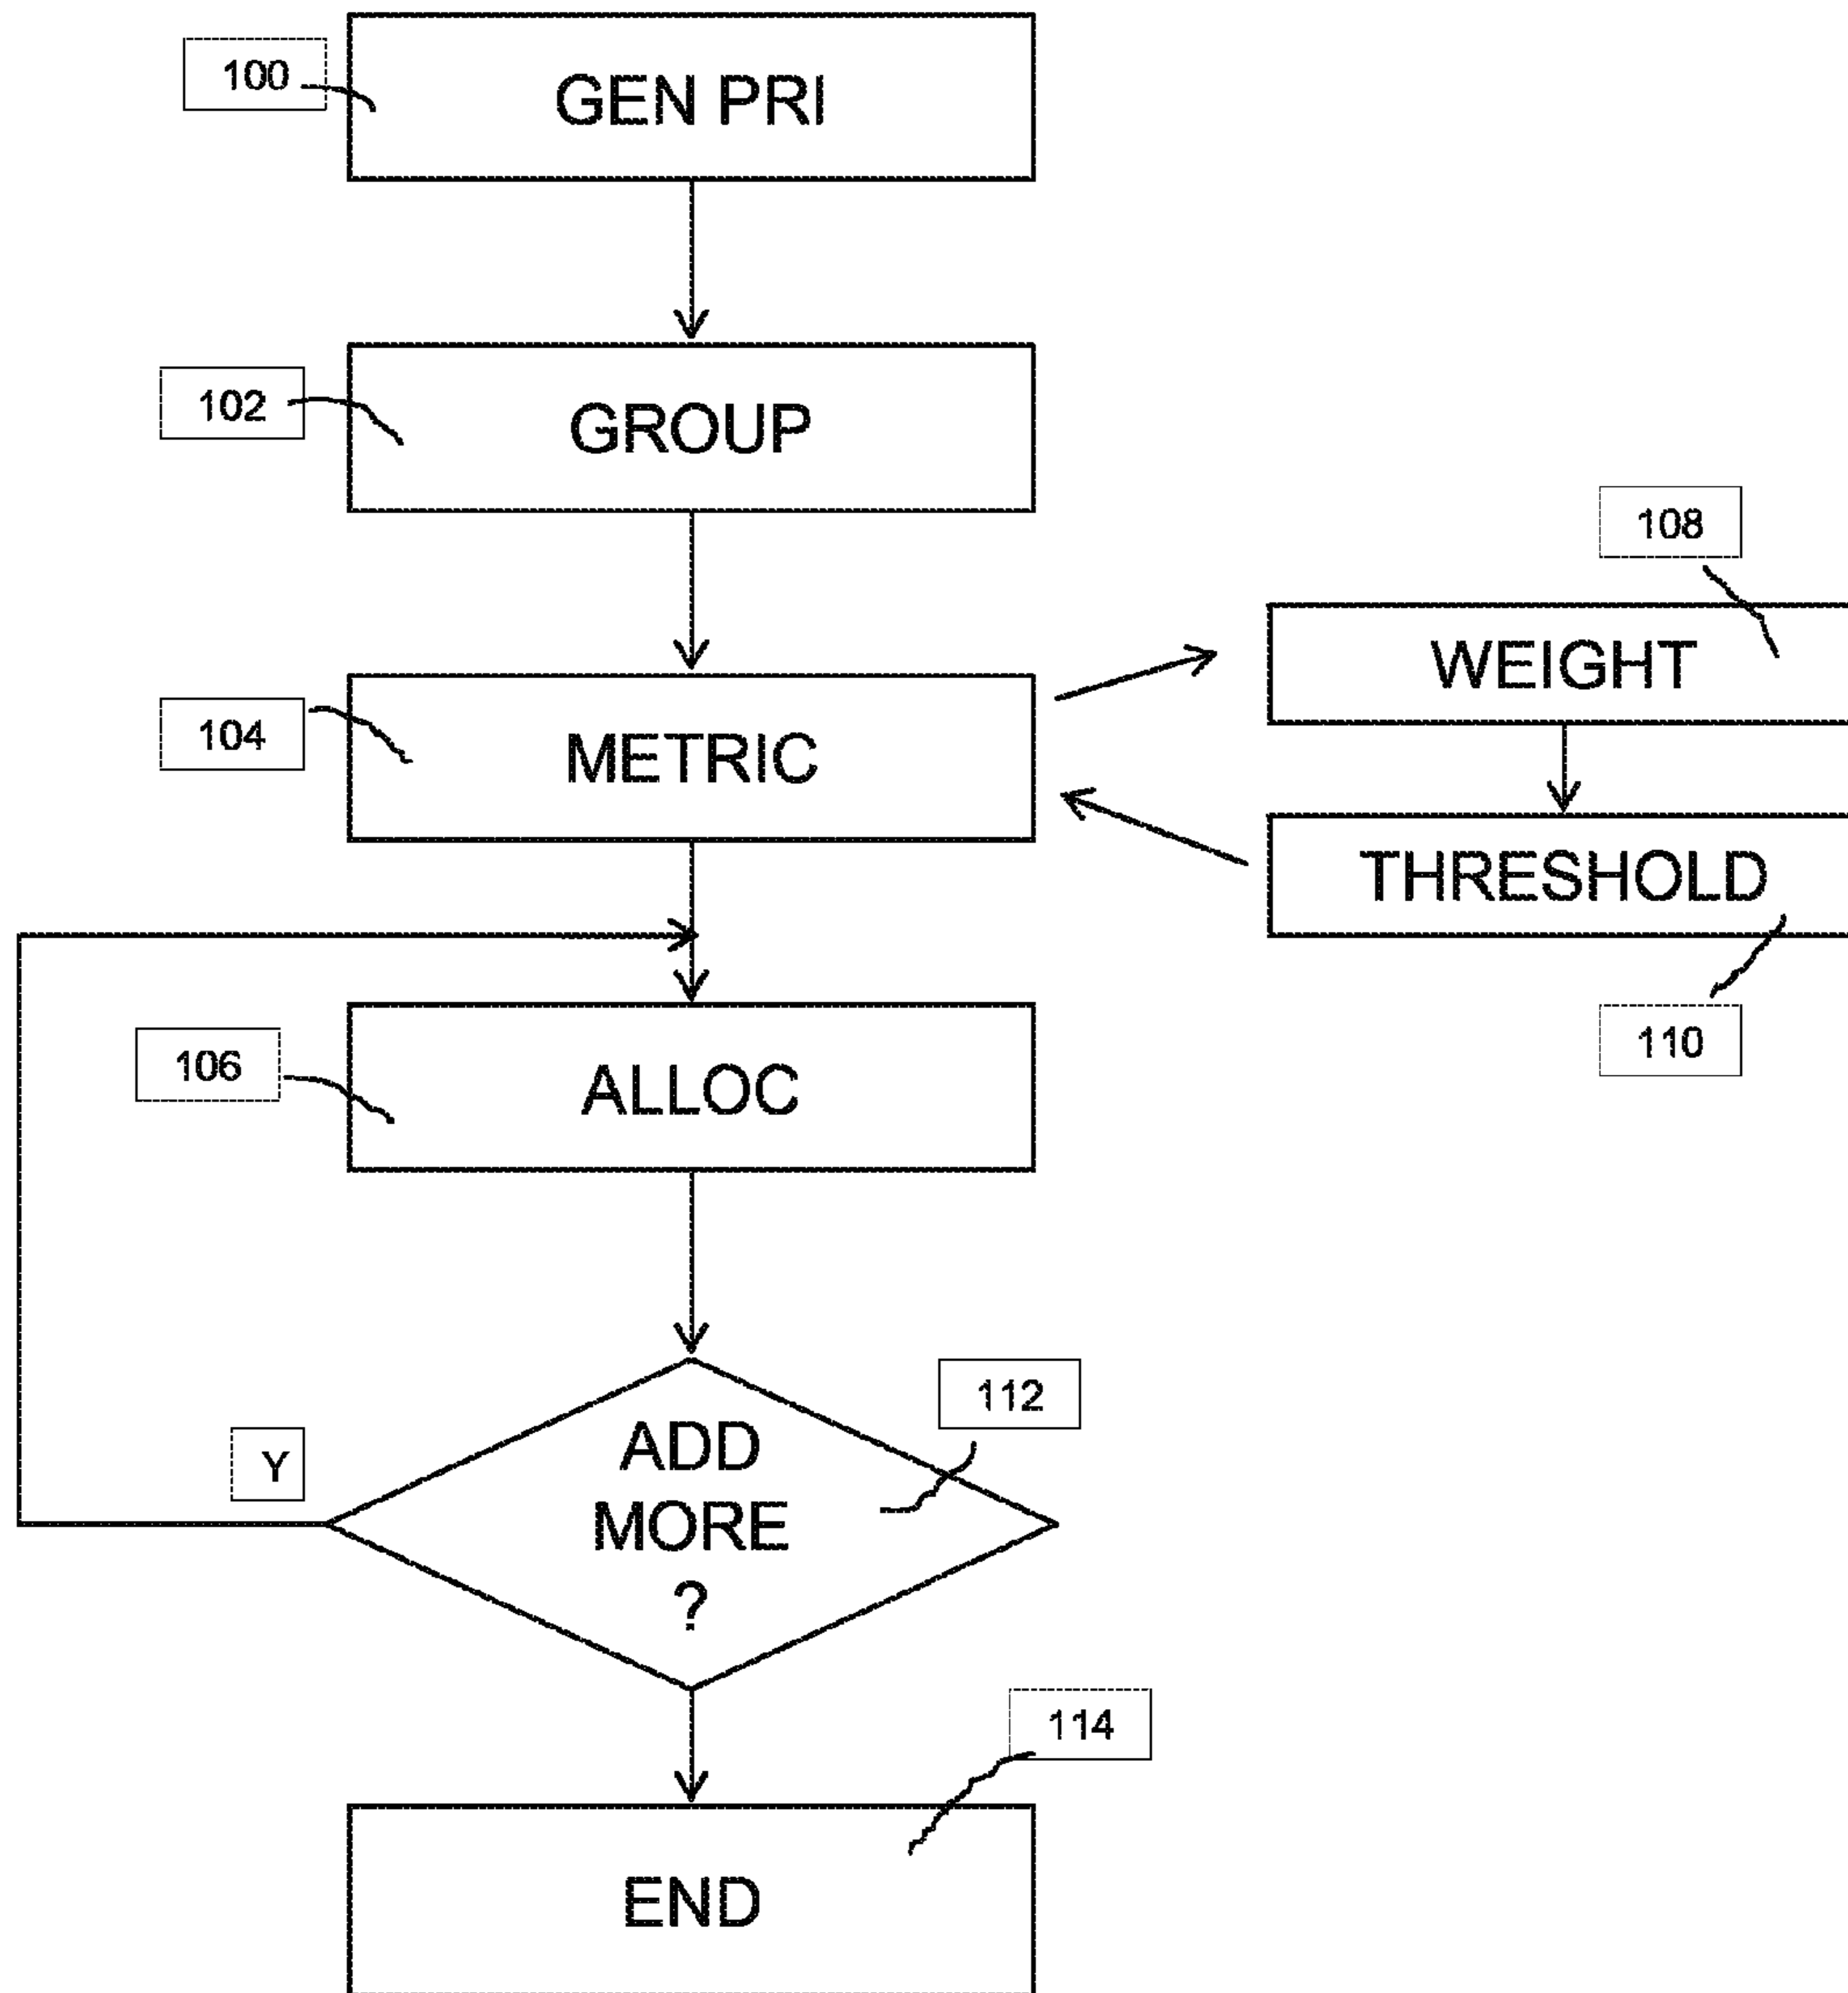 100
GEN PRI
102
GROUP
108
104
METRIC
WEIGHT
THRESHOLD
110
106
ALLOC
112
Y
ADD
MORE
?
114
END